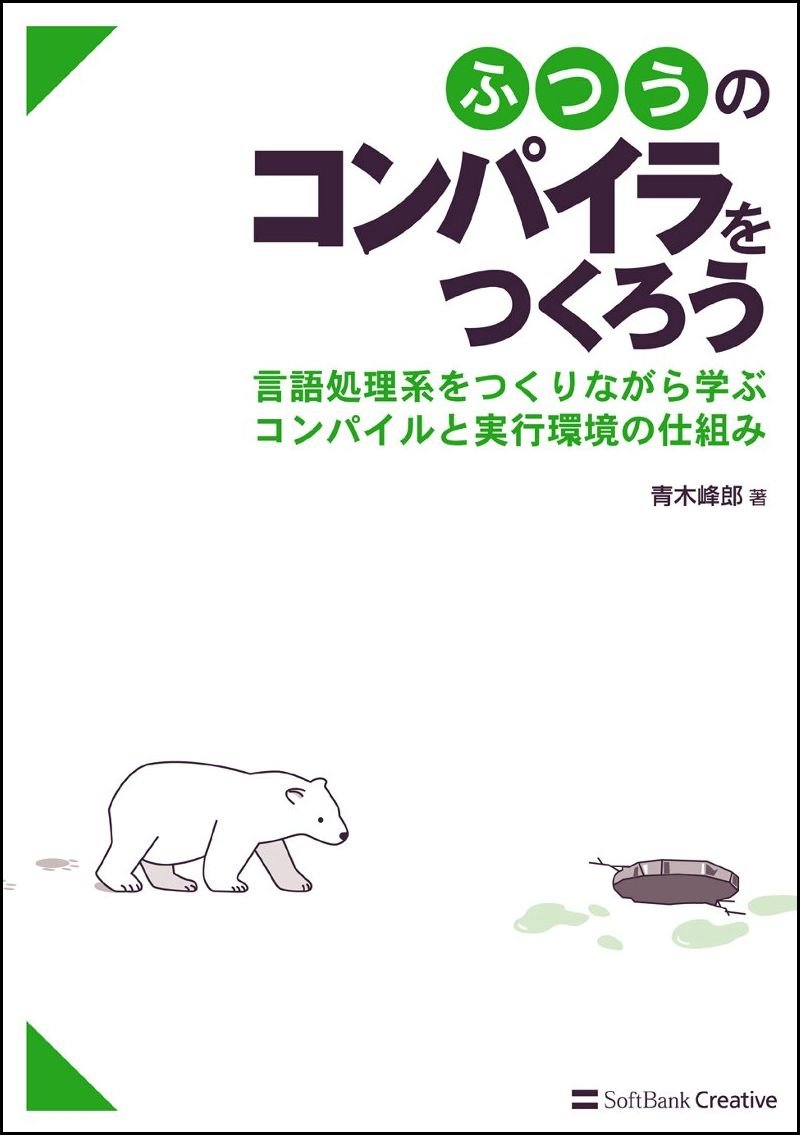 ふつうの
コンパイラを
つくろう
言語処理系をつくりながら学ぶ
コンパイルと実行環境の仕組み
青木峰郎 著
SoftBank Creative